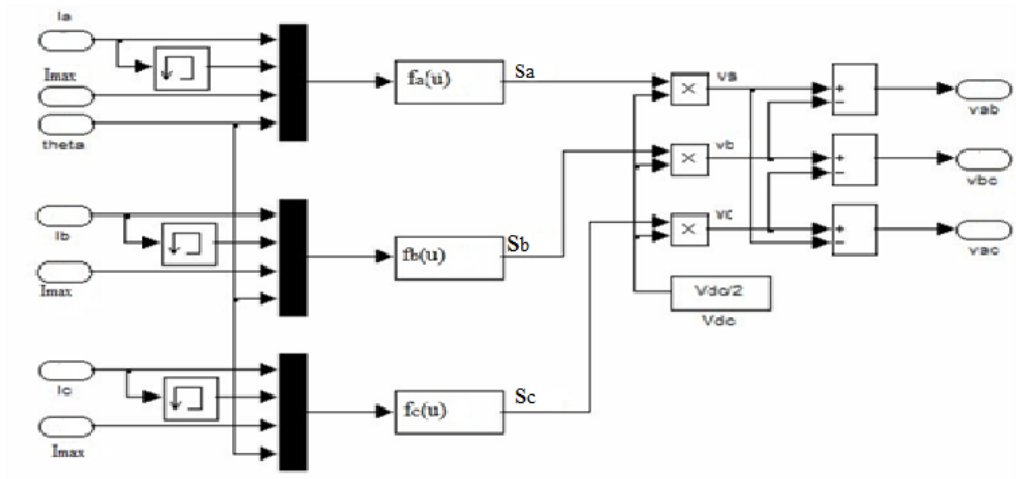 Ia
Imax
theta
fa(u)
Sa
va
vab
Ib
Imax
fb(u)
Sb
vb
vbc
vc
vac
Vdc/2
Vdc
Ic
Imax
fc(u)
Sc